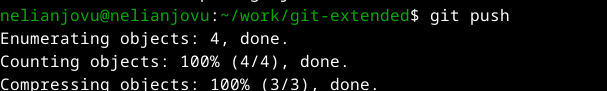 nelianjovu@nelianjovu:~/work/git-extended$ git push
Enumerating objects: 4, done.
Counting objects: 100% (4/4), done.
Compressing objects: 100% (3/3), done.